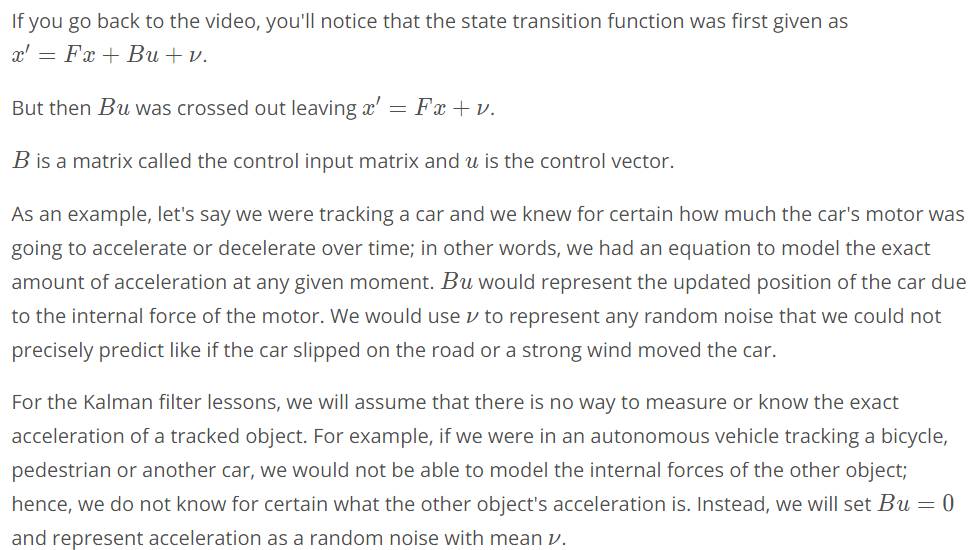 If you go back to the video, you'll notice that the state transition function was first given as
x′ = Fx + Bu + ν.
But then Bu was crossed out leaving x′ = Fx + ν.
B is a matrix called the control input matrix and u is the control vector.
As an example, let's say we were tracking a car and we knew for certain how much the car's motor was
going to accelerate or decelerate over time; in other words, we had an equation to model the exact
amount of acceleration at any given moment. Bu would represent the updated position of the car due
to the internal force of the motor. We would use ν to represent any random noise that we could not
precisely predict like if the car slipped on the road or a strong wind moved the car.
For the Kalman filter lessons, we will assume that there is no way to measure or know the exact
acceleration of a tracked object. For example, if we were in an autonomous vehicle tracking a bicycle,
pedestrian or another car, we would not be able to model the internal forces of the other object;
hence, we do not know for certain what the other object's acceleration is. Instead, we will set Bu = 0
and represent acceleration as a random noise with mean ν.